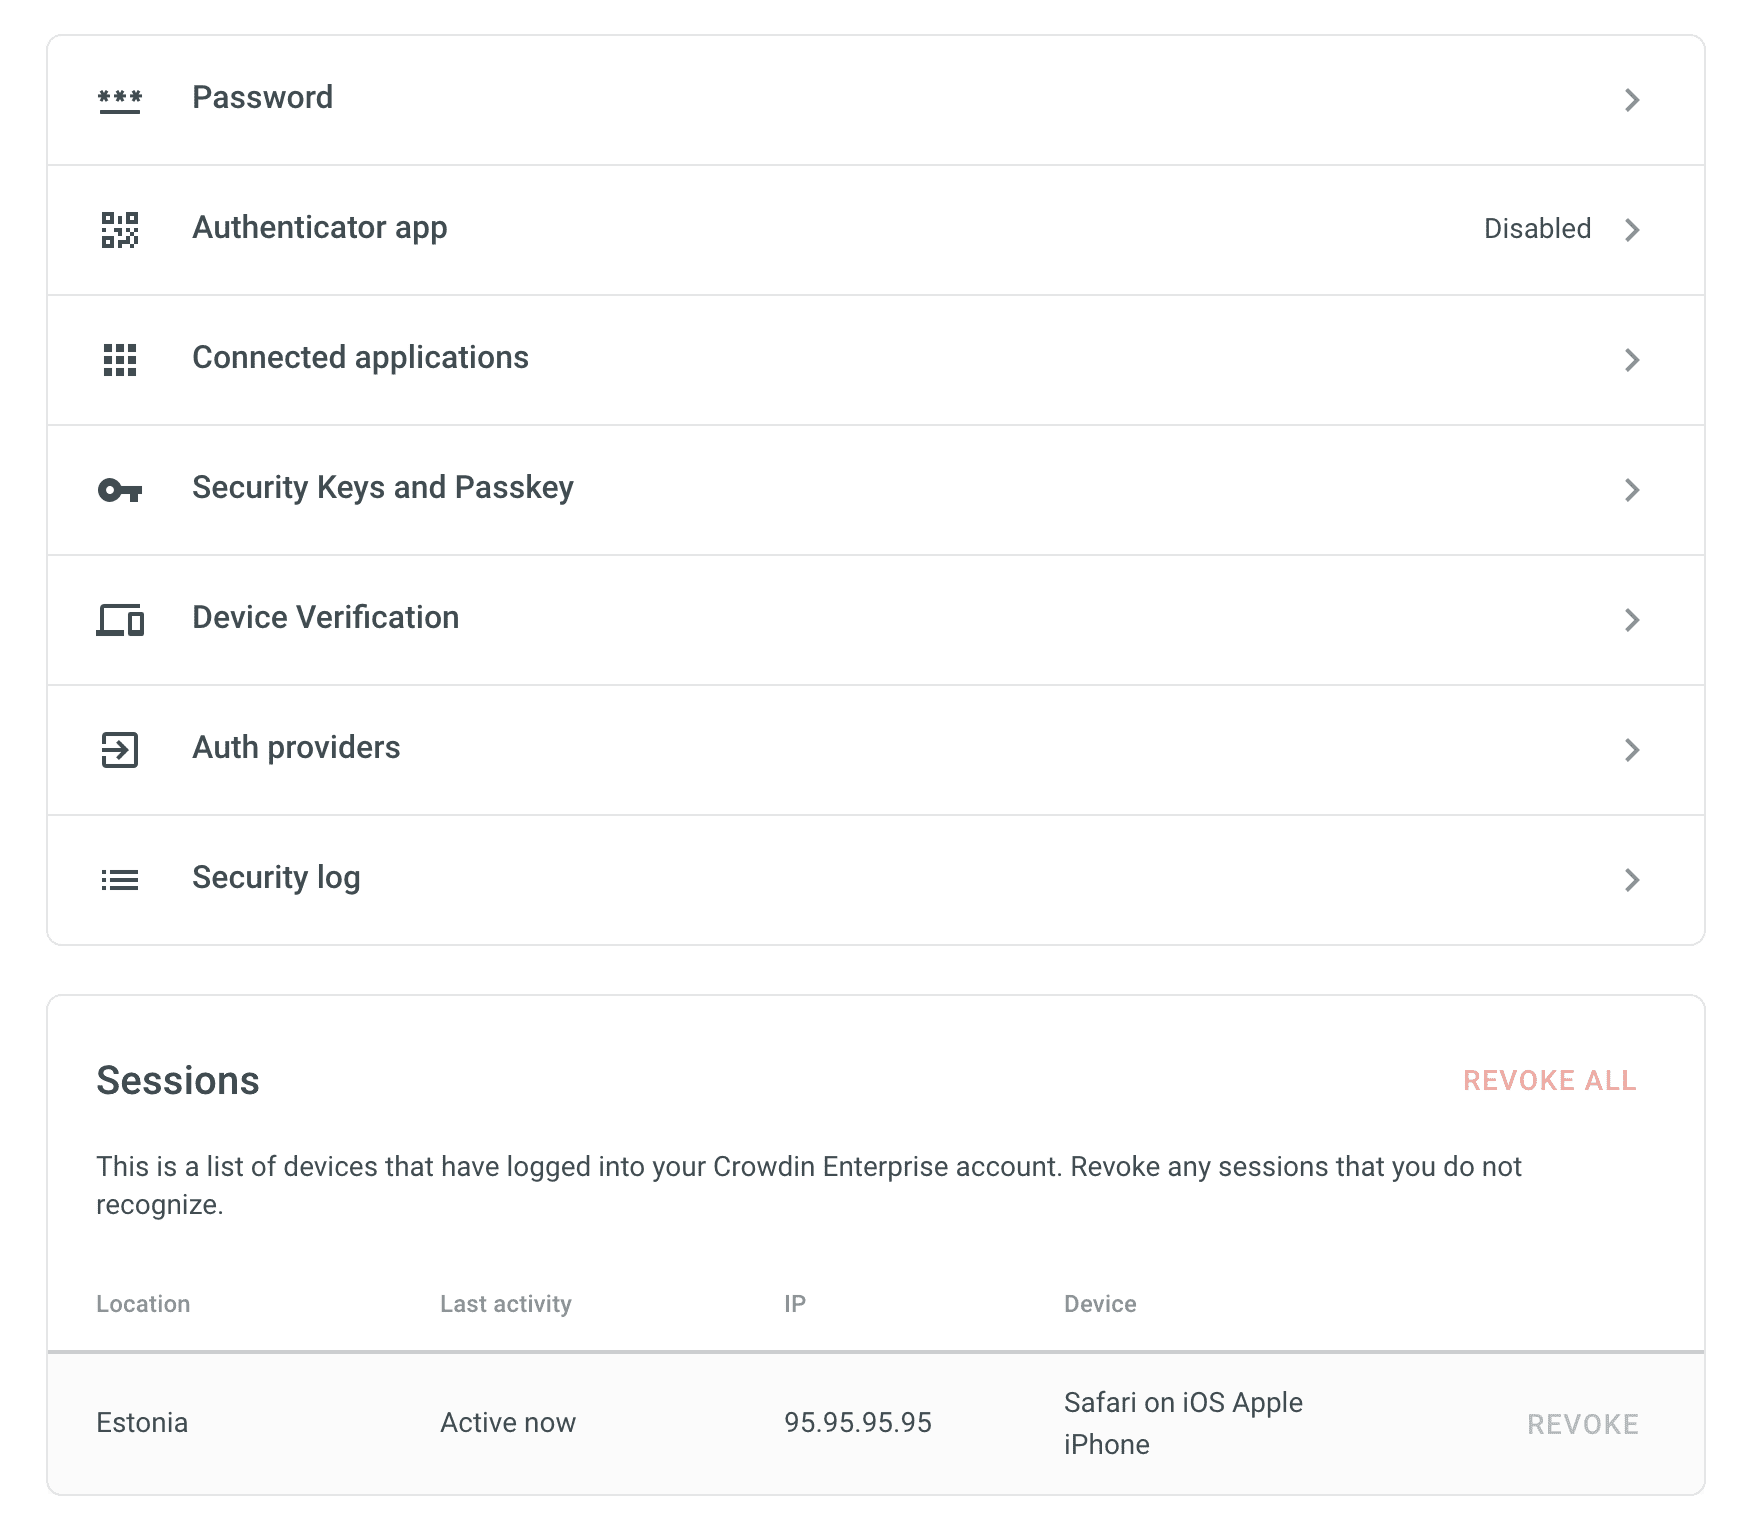 Password
Authenticator app
Disabled
Connected applications
Security Keys and Passkey
Device Verification
Auth providers
Security log
Sessions
REVOKE ALL
This is a list of devices that have logged into your Crowdin Enterprise account. Revoke any sessions that you do not
recognize.
Location
Last activity
IP
Device
Estonia
Active now
95.95.95.95
Safari on iOS Apple
iPhone
REVOKE